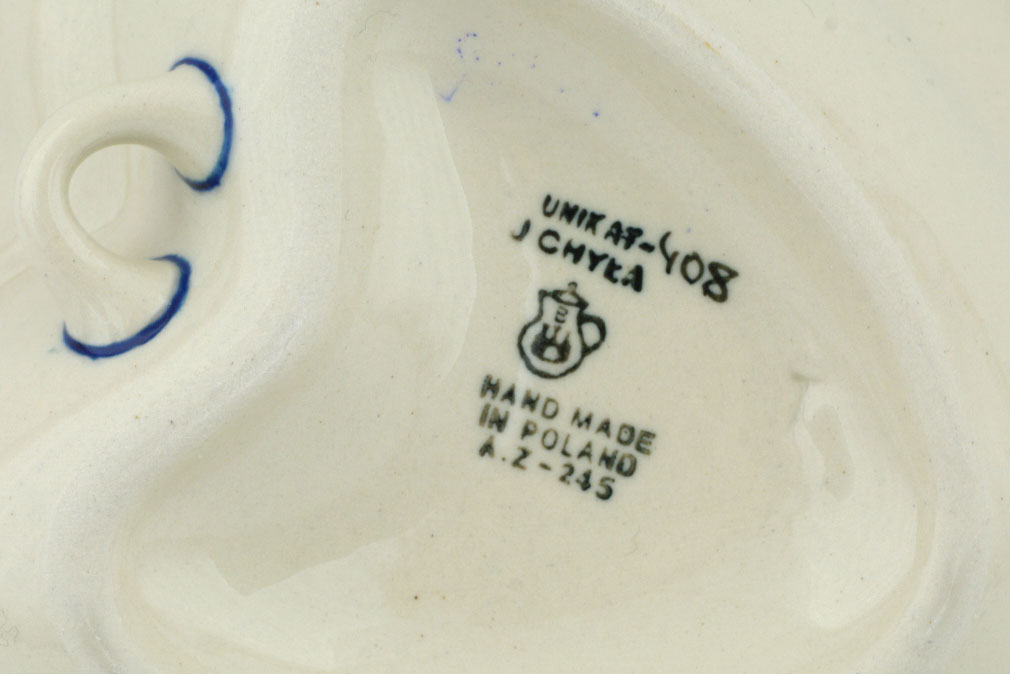 UNIKAT-408
J CHYŁA
HAND MADE
IN POLAND
A.Z-245